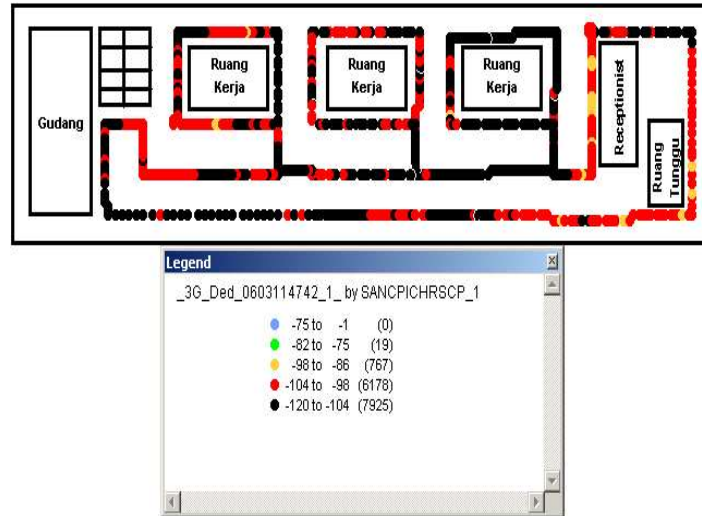 Gudang
Ruang
Kerja
Ruang
Kerja
Ruang
Kerja
Receptionist
Ruang
Tunggu
Legend
_3G_Ded_0603114742_1_ by SANCPICHRSCP_1
-75 to -1 (0)
-82 to -75 (19)
-98 to -86 (767)
-104 to -98 (6178)
-120 to -104 (7925)